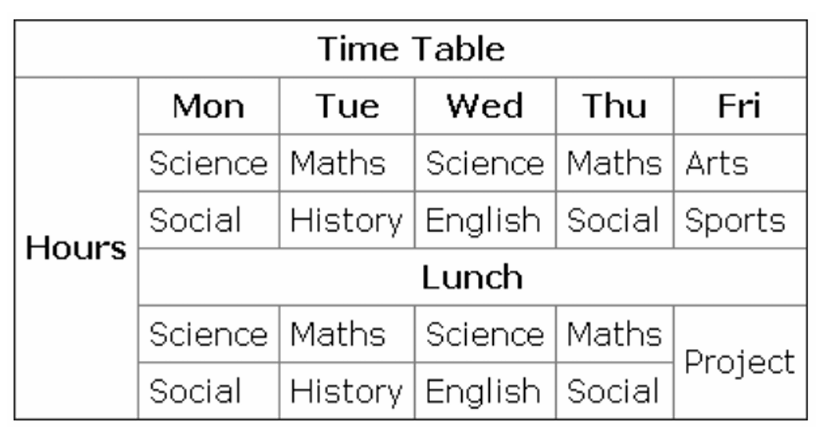 Time Table
Mon Tue Wed Thu Fri
Science Maths Science Maths Arts
Social History English Social Sports
Hours
Lunch
Science Maths Science Maths
Project
Social History English Social